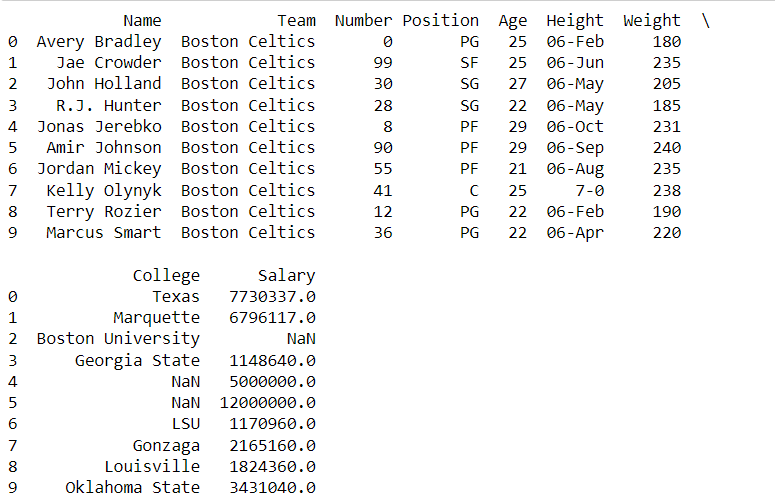 Name            Team  Number Position  Age  Height  Weight  \
0  Avery Bradley  Boston Celtics       0       PG   25  06-Feb     180
1    Jae Crowder  Boston Celtics      99       SF   25  06-Jun     235
2   John Holland  Boston Celtics      30       SG   27  06-May     205
3    R.J. Hunter  Boston Celtics      28       SG   22  06-May     185
4  Jonas Jerebko  Boston Celtics       8       PF   29  06-Oct     231
5   Amir Johnson  Boston Celtics      90       PF   29  06-Sep     240
6  Jordan Mickey  Boston Celtics      55       PF   21  06-Aug     235
7   Kelly Olynyk  Boston Celtics      41        C   25     7-0     238
8   Terry Rozier  Boston Celtics      12       PG   22  06-Feb     190
9   Marcus Smart  Boston Celtics      36       PG   22  06-Apr     220

             College      Salary
0              Texas   7730337.0
1          Marquette   6796117.0
2  Boston University         NaN
3      Georgia State   1148640.0
4                NaN   5000000.0
5                NaN  12000000.0
6                LSU   1170960.0
7            Gonzaga   2165160.0
8         Louisville   1824360.0
9     Oklahoma State   3431040.0